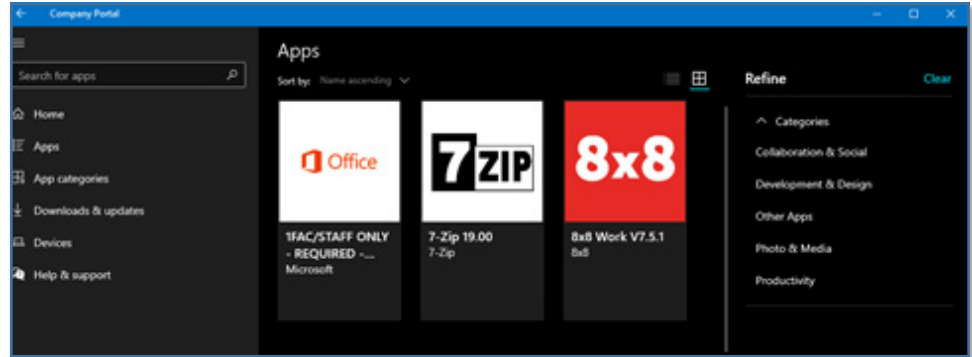 Company Portal
Search for apps
Home
Apps
App categories
Downloads & updates
Devices
Help & support
Apps
Sort by: Name ascending
Office
1FAC/STAFF ONLY
- REQUIRED -...
Microsoft
7 ZIP
7-Zip 19.00
7-Zip
8x8
8x8 Work V7.5.1
8x8
Refine
Clear
Categories
Collaboration & Social
Development & Design
Other Apps
Photo & Media
Productivity